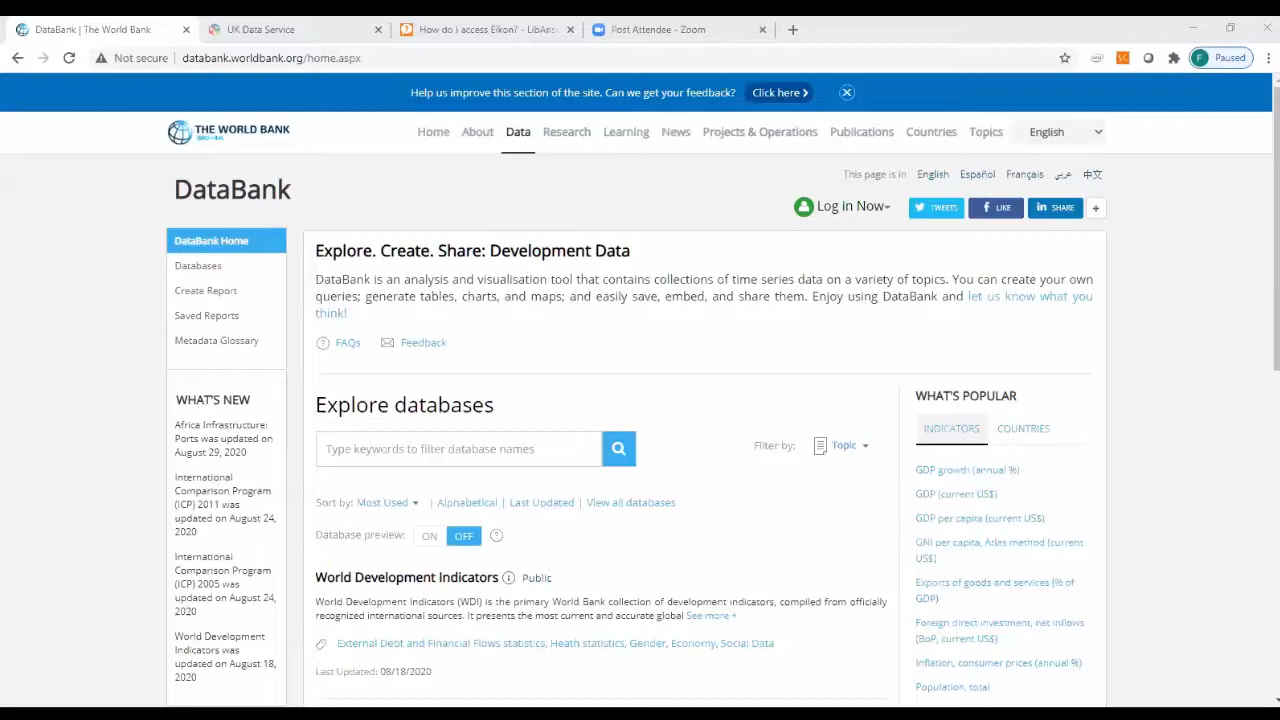 DataBank | The World Bank
UK Data Service
How do i access Elkon? - LibAns
Post Attendee - Zoom
Not secure | databank.worldbank.org/home.aspx
Paused
Help us improve this section of the site. Can we get your feedback? Click here
THE WORLD BANK
IBRD • IDA
Home About Data Research Learning News Projects & Operations Publications Countries Topics English
This page is in English Español Français عربي 中文
DataBank
Log in Now
TWEETS
LIKE
SHARE
+
DataBank Home
Databases
Create Report
Saved Reports
Metadata Glossary
WHAT'S NEW
Africa Infrastructure:
Ports was updated on
August 29, 2020
International
Comparison Program
(ICP) 2011 was
updated on August 24,
2020
International
Comparison Program
(ICP) 2005 was
updated on August 24,
2020
World Development
Indicators was
updated on August 18,
2020
Explore. Create. Share: Development Data
DataBank is an analysis and visualisation tool that contains collections of time series data on a variety of topics. You can create your own
queries; generate tables, charts, and maps; and easily save, embed, and share them. Enjoy using DataBank and let us know what you
think!
? FAQs
Feedback
Explore databases
Type keywords to filter database names
Filter by: Topic
Sort by: Most Used | Alphabetical | Last Updated | View all databases
Database preview: ON OFF ?
World Development Indicators i Public
World Development Indicators (WDI) is the primary World Bank collection of development indicators, compiled from officially
recognized international sources. It presents the most current and accurate global See more +
External Debt and Financial Flows statistics, Heath statistics, Gender, Economy, Social Data
Last Updated: 08/18/2020
WHAT'S POPULAR
INDICATORS COUNTRIES
GDP growth (annual %)
GDP (current US$)
GDP per capita (current US$)
GNI per capita, Atlas method (current
US$)
Exports of goods and services (% of
GDP)
Foreign direct investment, net inflows
(BoP, current US$)
Inflation, consumer prices (annual %)
Population, total